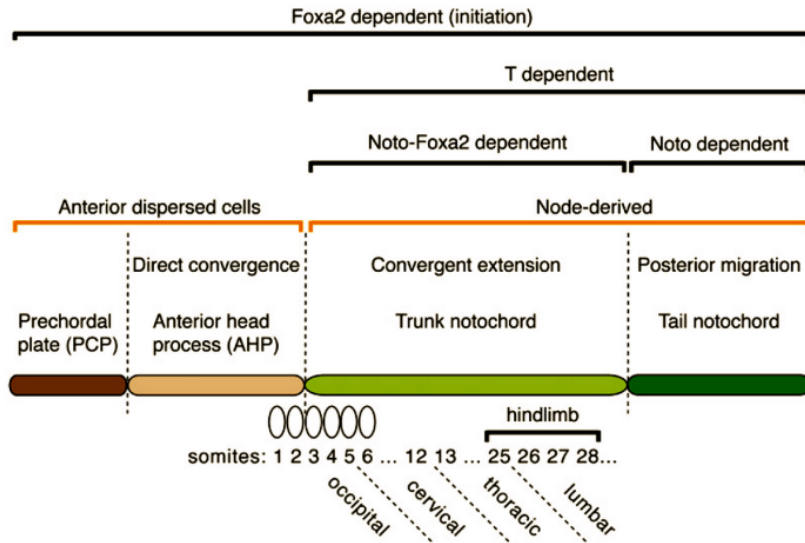 Foxa2 dependent (initiation)
T dependent
Noto-Foxa2 dependent
Noto dependent
Anterior dispersed cells
Node-derived
Direct convergence
Convergent extension
Posterior migration
Prechordal
plate (PCP)
Anterior head
process (AHP)
Trunk notochord
Tail notochord
hindlimb
somites: 1 2 3 4 5 6 ... 12 13 ... 25 26 27 28...
occipital
cervical
thoracic
lumbar